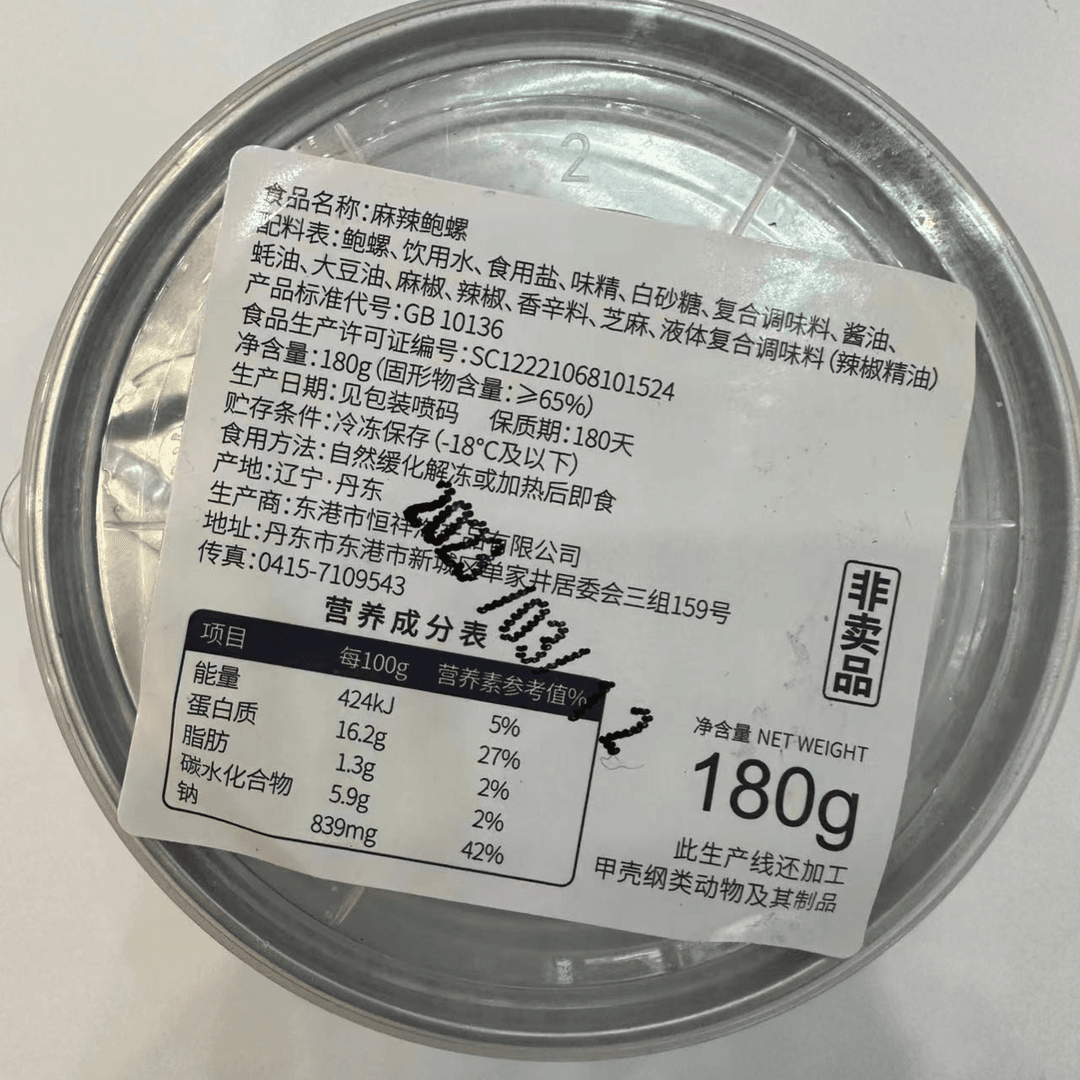 2
食品名称:麻辣鲍螺
配料表:鲍螺、饮用水、食用盐、味精、白砂糖、复合调味料、酱油、
蚝油、大豆油、麻椒、辣椒、香辛料、芝麻、液体复合调味料(辣椒精油)
产品标准代号:GB 10136
食品生产许可证编号:SC12221068101524
净含量:180g(固形物含量:≥65%)
生产日期:见包装喷码 保质期:180天
贮存条件:冷冻保存(-18℃及以下)
食用方法:自然缓化解冻或加热后即食
产地:辽宁·丹东
生产商:东港市恒祥 有限公司
地址:丹东市东港市新城区单家井居委会三组159号
传真:0415-7109543
2023/03/12
营养成分表
项目 每100g 营养素参考值%
能量 424kJ 5%
蛋白质 16.2g 27%
脂肪 1.3g 2%
碳水化合物 5.9g 2%
钠 839mg 42%
非卖品
净含量 NET WEIGHT
180g
此生产线还加工
甲壳纲类动物及其制品